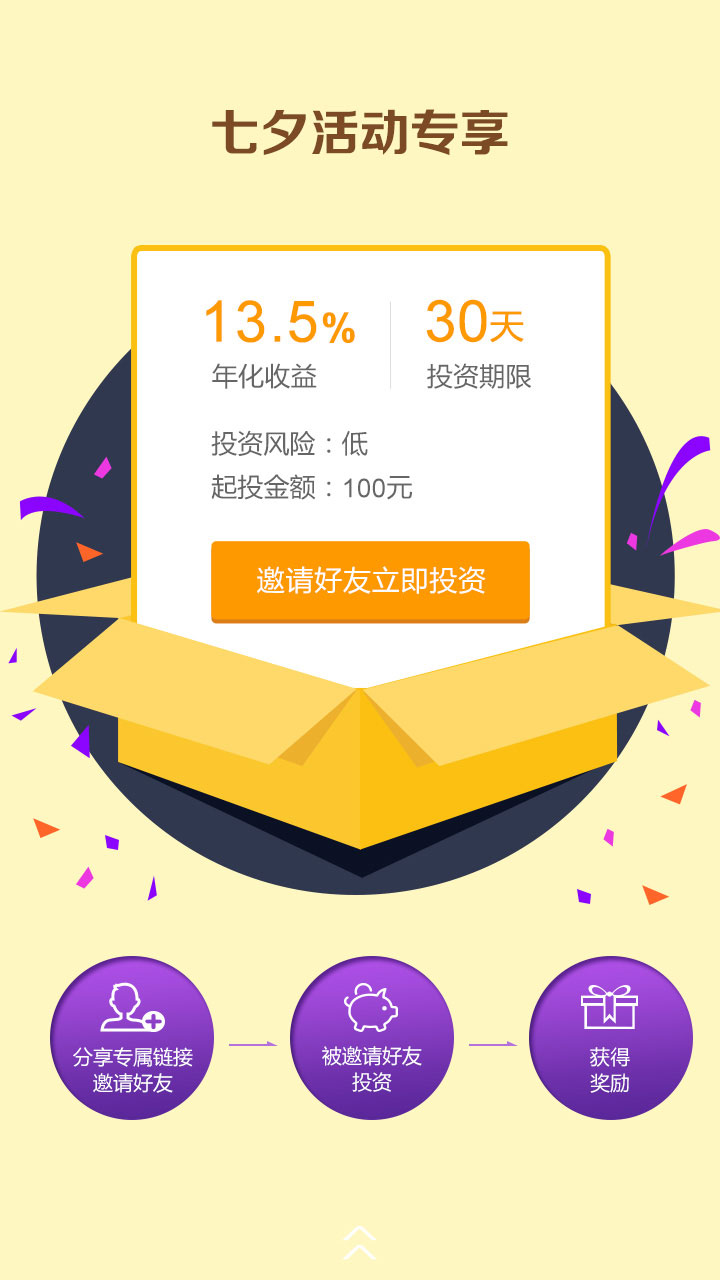 七夕活动专享
13.5% 30天
年化收益 投资期限
投资风险：低
起投金额：100元
邀请好友立即投资
分享专属链接
邀请好友
被邀请好友
投资
获得
奖励